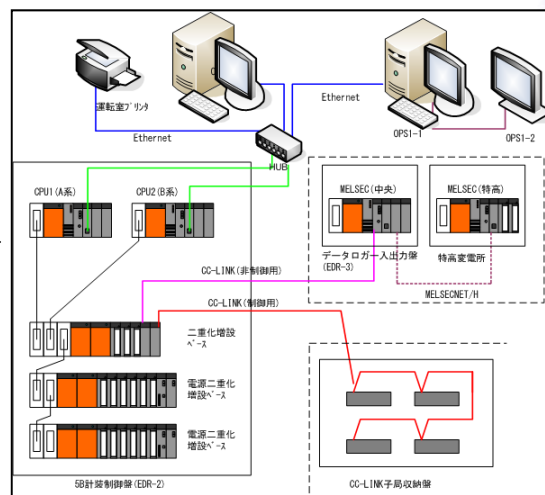 運転室ﾌﾟﾘﾝﾀ
Ethernet
Ethernet
OPS1-1
OPS1-2
HUB
CPU1(A系)
CPU2(B系)
MELSEC(中央)
MELSEC(特高)
データロガー入出力盤
(EDR-3)
特高変電所
MELSECNET/H
CC-LINK(非制御用)
CC-LINK(制御用)
二重化増設
ﾍﾞｰｽ
電源二重化
増設ﾍﾞｰｽ
電源二重化
増設ﾍﾞｰｽ
5B計装制御盤(EDR-2)
CC-LINK子局収納盤